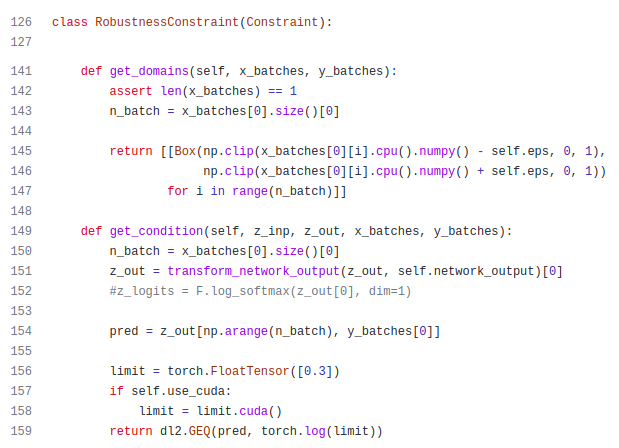 126 class RobustnessConstraint(Constraint):
127
141     def get_domains(self, x_batches, y_batches):
142         assert len(x_batches) == 1
143         n_batch = x_batches[0].size()[0]
144
145         return [[Box(np.clip(x_batches[0][i].cpu().numpy() - self.eps, 0, 1),
146                      np.clip(x_batches[0][i].cpu().numpy() + self.eps, 0, 1))
147                 for i in range(n_batch)]]
148
149     def get_condition(self, z_inp, z_out, x_batches, y_batches):
150         n_batch = x_batches[0].size()[0]
151         z_out = transform_network_output(z_out, self.network_output)[0]
152         #z_logits = F.log_softmax(z_out[0], dim=1)
153
154         pred = z_out[np.arange(n_batch), y_batches[0]]
155
156         limit = torch.FloatTensor([0.3])
157         if self.use_cuda:
158             limit = limit.cuda()
159         return dl2.GEQ(pred, torch.log(limit))